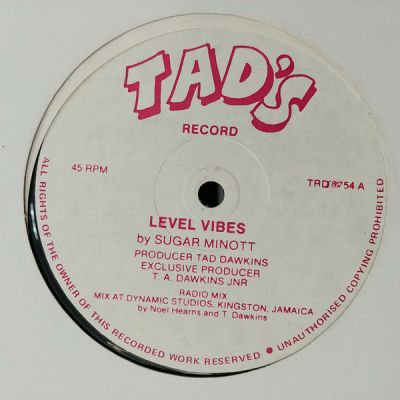 TAD'S
RECORD
45 RPM
TRD18754 A
LEVEL VIBES
by SUGAR MINOTT
PRODUCER TAD DAWKINS
EXCLUSIVE PRODUCER
T. A. DAWKINS JNR
RADIO MIX
MIX AT DYNAMIC STUDIOS, KINGSTON, JAMAICA
by Noel Hearns and T. Dawkins
ALL RIGHTS OF THE OWNER OF THIS RECORDED WORK RESERVED ● UNAUTHORISED COPYING PROHIBITED